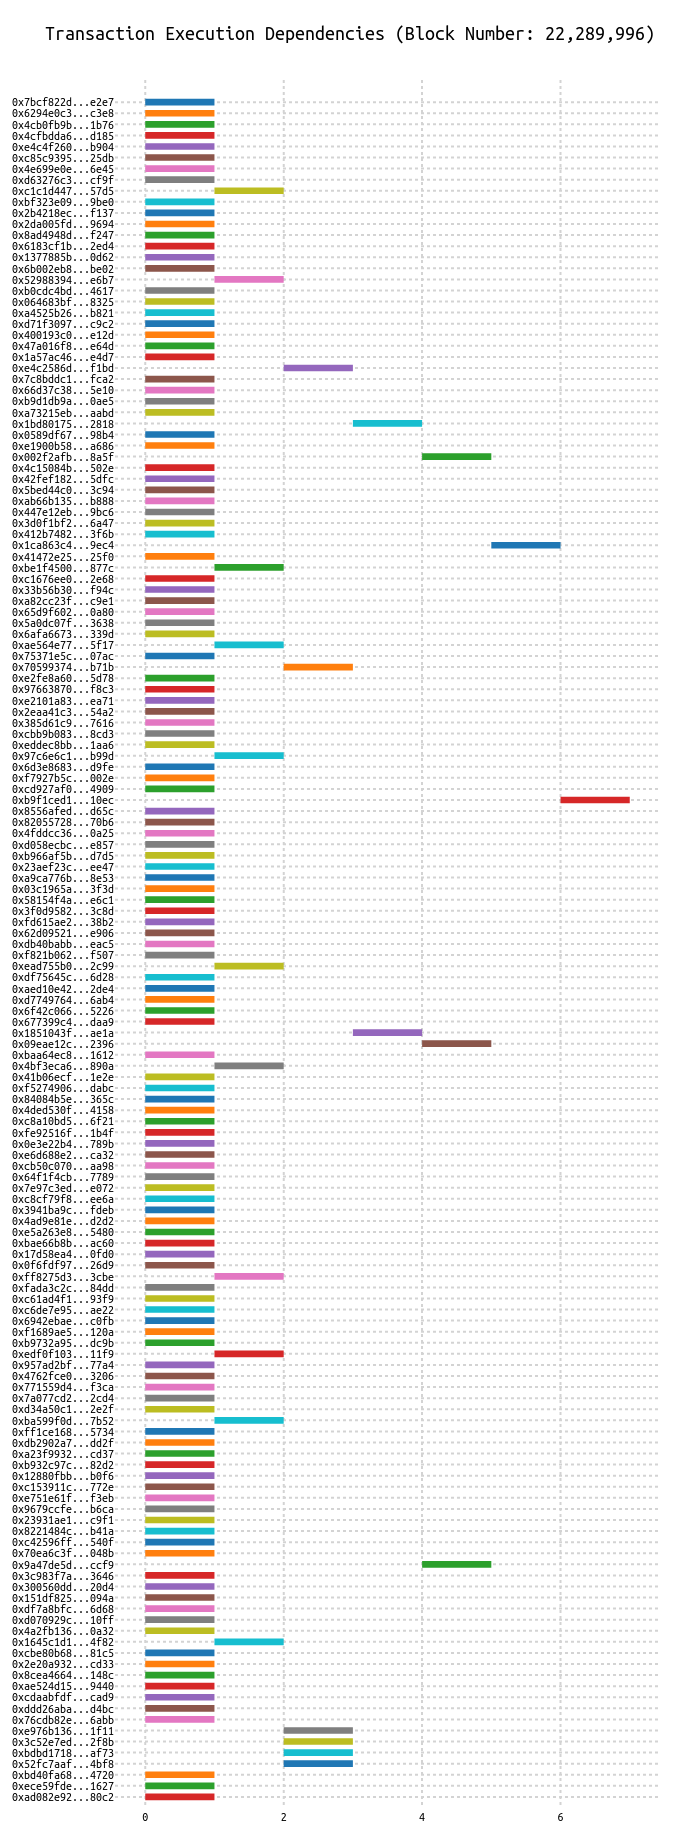 Transaction Execution Dependencies (Block Number: 22,289,996)
0x7bcf822d...e2e7
0x6294e0c3...c3e8
0x4cb0fb9b...1b76
0x4cfbdda6...d185
0xe4c4f260...b904
0xc85c9395...25db
0x4e699e0e...6e45
0xd63276c3...cf9f
0xc1c1d447...57d5
0xbf323e09...9be0
0x2b4218ec...f137
0x2da005fd...9694
0x8ad4948d...f247
0x6183cf1b...2ed4
0x1377885b...0d62
0x6b002eb8...be02
0x52988394...e6b7
0xb0cdc4bd...4617
0x064683bf...8325
0xa4525b26...b821
0xd71f3097...c9c2
0x400193c0...e12d
0x47a016f8...e64d
0x1a57ac46...e4d7
0xe4c2586d...f1bd
0x7c8bddc1...fca2
0x66d37c38...5e10
0xb9d1db9a...0ae5
0xa73215eb...aabd
0x1bd80175...2818
0x0589df67...98b4
0xe1900b58...a686
0x002f2afb...8a5f
0x4c15084b...502e
0x42fef182...5dfc
0x5bed44c0...3c94
0xab66b135...b888
0x447e12eb...9bc6
0x3d0f1bf2...6a47
0x412b7482...3f6b
0x1ca863c4...9ec4
0x41472e25...25f0
0xbe1f4500...877c
0xc1676ee0...2e68
0x33b56b30...f94c
0xa82cc23f...c9e1
0x65d9f602...0a80
0x5a0dc07f...3638
0x6afa6673...339d
0xae564e77...5f17
0x75371e5c...07ac
0x70599374...b71b
0xe2fe8a60...5d78
0x97663870...f8c3
0xe2101a83...ea71
0x2eaa41c3...54a2
0x385d61c9...7616
0xcbb9b083...8cd3
0xeddec8bb...1aa6
0x97c6e6c1...b99d
0x6d3e8683...d9fe
0xf7927b5c...002e
0xcd927af0...4909
0xb9f1ced1...10ec
0x8556afed...d65c
0x82055728...70b6
0x4fddcc36...0a25
0xd058ecbc...e857
0xb966af5b...d7d5
0x23aef23c...ee47
0xa9ca776b...8e53
0x03c1965a...3f3d
0x58154f4a...e6c1
0x3f0d9582...3c8d
0xfd615ae2...38b2
0x62d09521...e906
0xdb40babb...eac5
0xf821b062...f507
0xead755b0...2c99
0xdf75645c...6d28
0xaed10e42...2de4
0xd7749764...6ab4
0x6f42c066...5226
0x677399c4...daa9
0x1851043f...ae1a
0x09eae12c...2396
0xbaa64ec8...1612
0x4bf3eca6...890a
0x41b06ecf...1e2e
0xf5274906...dabc
0x84084b5e...365c
0x4ded530f...4158
0xc8a10bd5...6f21
0xfe92516f...1b4f
0x0e3e22b4...789b
0xe6d688e2...ca32
0xcb50c070...aa98
0x64f1f4cb...7789
0x7e97c3ed...e072
0xc8cf79f8...ee6a
0x3941ba9c...fdeb
0x4ad9e81e...d2d2
0xe5a263e8...5480
0xbae66b8b...ac60
0x17d58ea4...0fd0
0x0f6fdf97...26d9
0xff8275d3...3cbe
0xfada3c2c...84dd
0xc61ad4f1...93f9
0xc6de7e95...ae22
0x6942ebae...c0fb
0xf1689ae5...120a
0xb9732a95...dc9b
0xedf0f103...11f9
0x957ad2bf...77a4
0x4762fce0...3206
0x771559d4...f3ca
0x7a077cd2...2cd4
0xd34a50c1...2e2f
0xba599f0d...7b52
0xff1ce168...5734
0xdb2902a7...dd2f
0xa23f9932...cd37
0xb932c97c...82d2
0x12880fbb...b0f6
0xc153911c...772e
0xe751e61f...f3eb
0x9679ccfe...b6ca
0x23931ae1...c9f1
0x8221484c...b41a
0xc42596ff...540f
0x70ea6c3f...048b
0x9a47de5d...ccf9
0x3c983f7a...3646
0x300560dd...20d4
0x151df825...094a
0xdf7a8bfc...6d68
0xd070929c...10ff
0x4a2fb136...0a32
0x1645c1d1...4f82
0xcbe80b68...81c5
0x2e20a932...cd33
0x8cea4664...148c
0xae524d15...9440
0xcdaabfdf...cad9
0xddd26aba...d4bc
0x76cdb82e...6abb
0xe976b136...1f11
0x3c52e7ed...2f8b
0xbdbd1718...af73
0x52fc7aaf...4bf8
0xbd40fa68...4720
0xece59fde...1627
0xad082e92...80c2
0 2 4 6